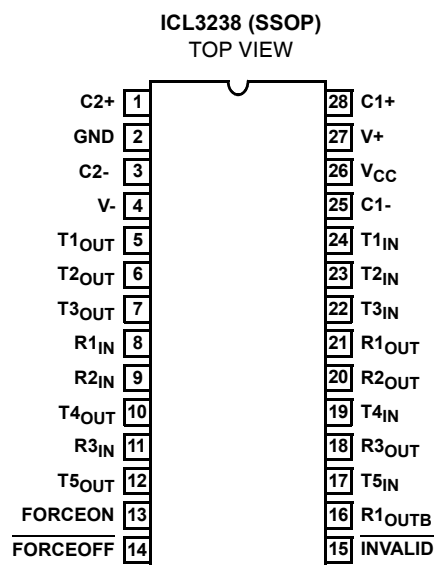 ICL3238 (SSOP)
TOP VIEW
C2+ 1 28 C1+
GND 2 27 V+
C2- 3 26 VCC
V- 4 25 C1-
T1OUT 5 24 T1IN
T2OUT 6 23 T2IN
T3OUT 7 22 T3IN
R1IN 8 21 R1OUT
R2IN 9 20 R2OUT
T4OUT 10 19 T4IN
R3IN 11 18 R3OUT
T5OUT 12 17 T5IN
FORCEON 13 16 R1OUTB
FORCEOFF 14 15 INVALID